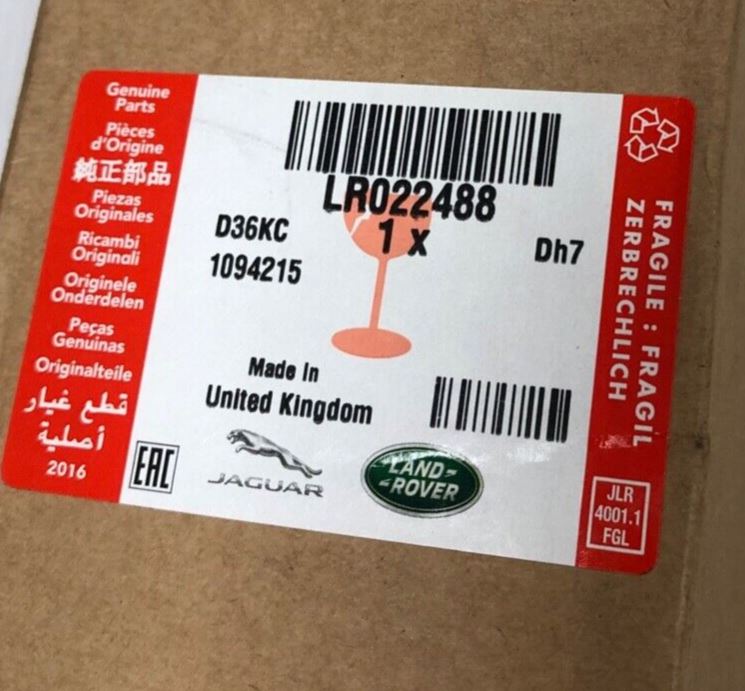 Genuine
Parts
Pièces
d'Origine
純正部品
Piezas
Originales
Ricambi
Originali
Originele
Onderdelen
Peças
Genuinas
Originalteile
قطع غيار
أصلية
2016
LR022488
D36KC
1 x
Dh7
1094215
Made In
United Kingdom
EAC
JAGUAR
LAND-
-ROVER
FRAGILE : FRAGIL
ZERBRECHLICH
JLR
4001.1
FGL